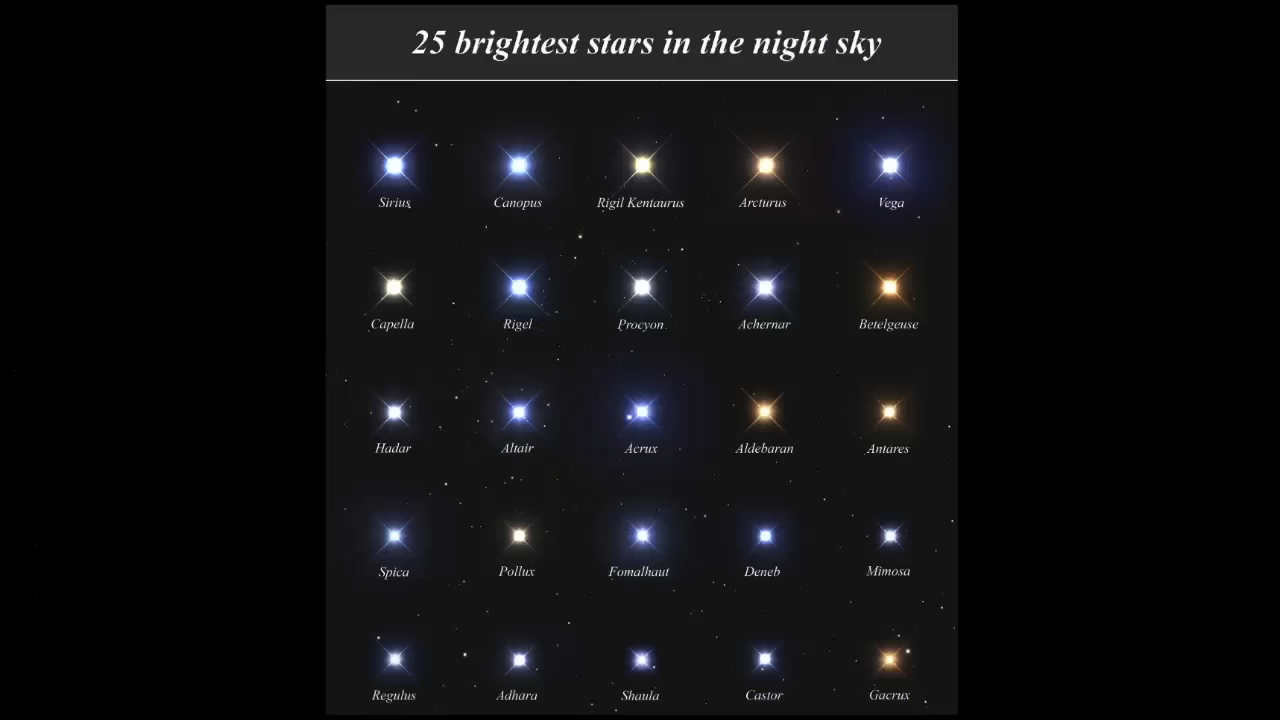 25 brightest stars in the night sky
Sirius Canopus Rigil Kentaurus Arcturus Vega
Capella Rigel Procyon Achernar Betelgeuse
Hadar Altair Acrux Aldebaran Antares
Spica Pollux Fomalhaut Deneb Mimosa
Regulus Adhara Shaula Castor Gacrux